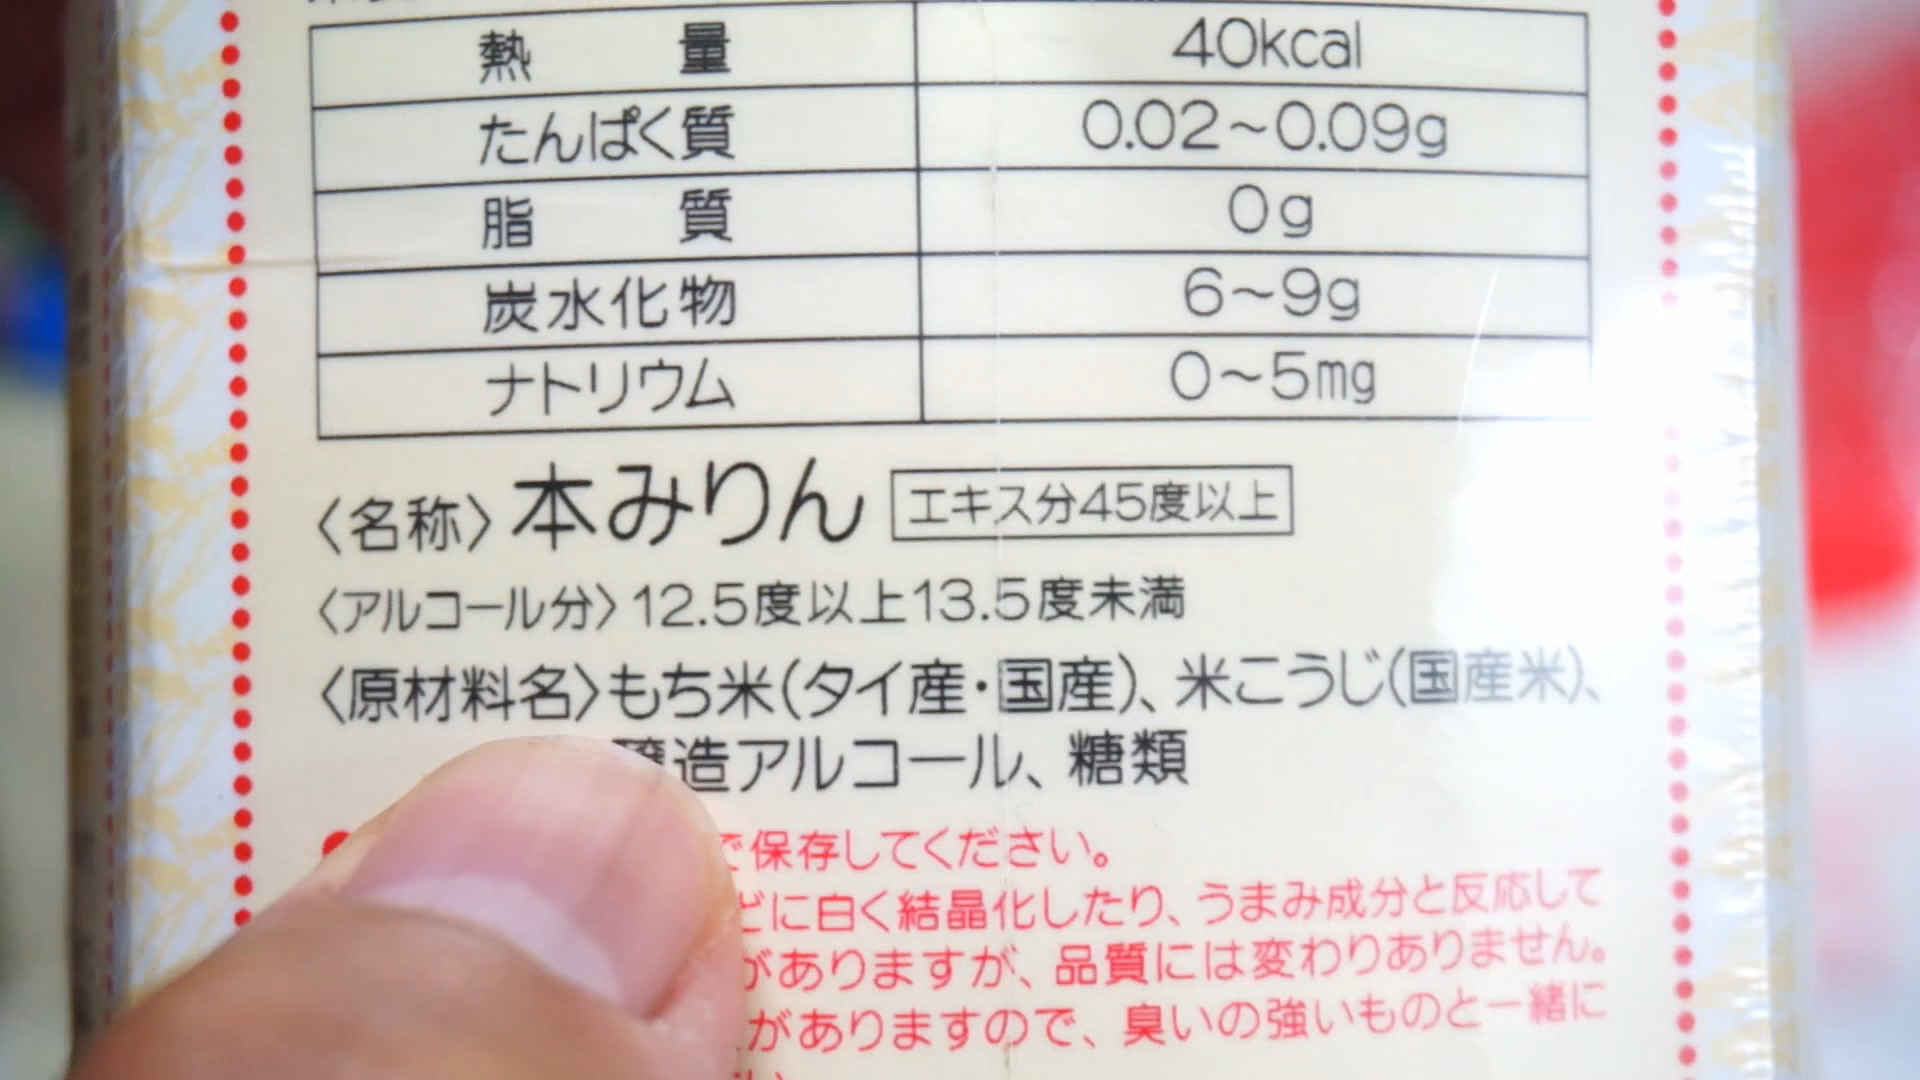 熱量 40kcal
たんぱく質 0.02～0.09g
脂質 0g
炭水化物 6～9g
ナトリウム 0～5mg
〈名称〉本みりん エキス分45度以上
〈アルコール分〉12.5度以上13.5度未満
〈原材料名〉もち米(タイ産・国産)、米こうじ(国産米)、
醸造アルコール、糖類
で保存してください。
どに白く結晶化したり、うまみ成分と反応して
がありますが、品質には変わりありません。
がありますので、臭いの強いものと一緒に